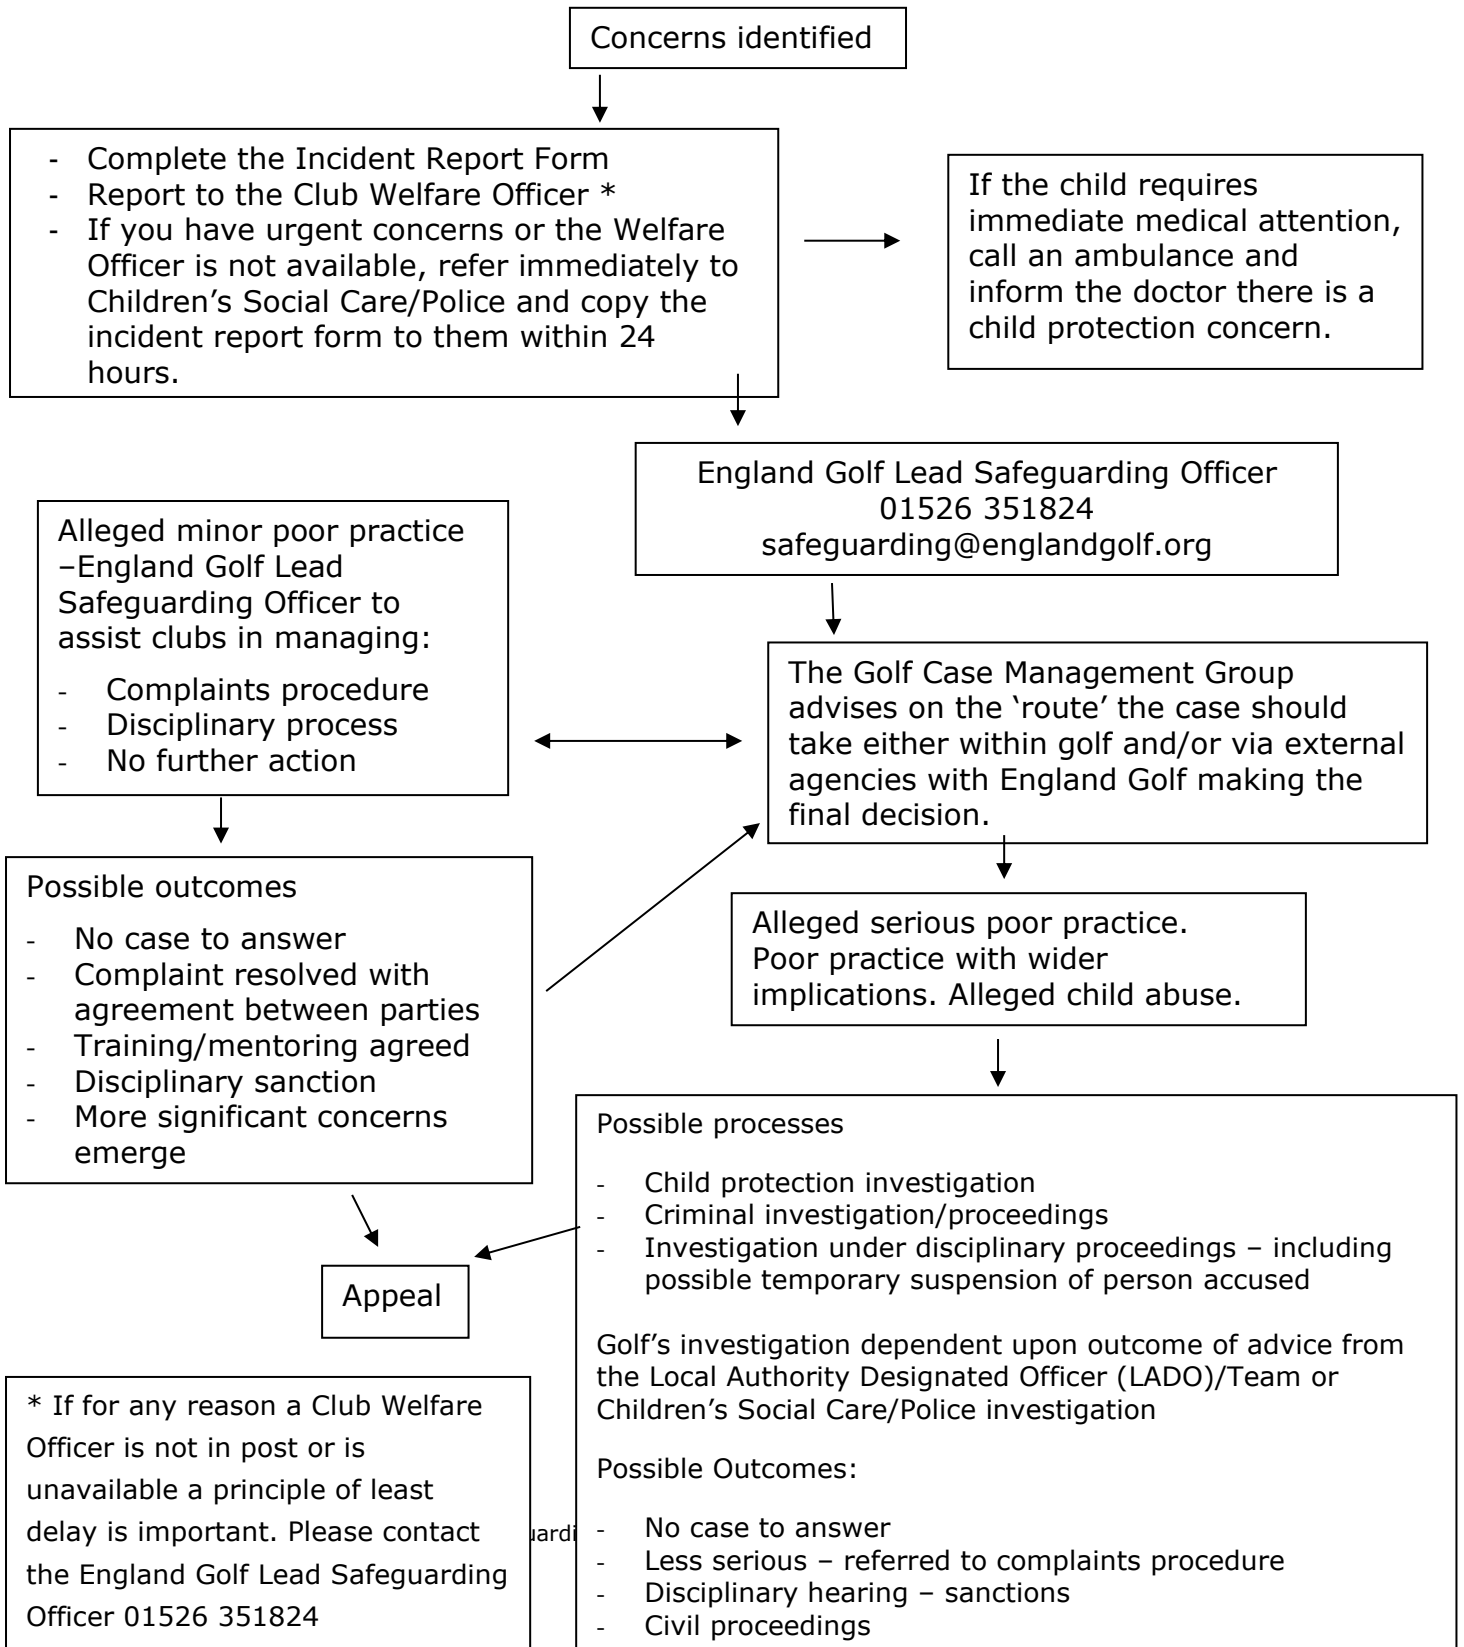 Concerns identified
- Complete the Incident Report Form
- Report to the Club Welfare Officer *
- If you have urgent concerns or the Welfare
Officer is not available, refer immediately to
Children’s Social Care/Police and copy the
incident report form to them within 24
hours.
If the child requires
immediate medical attention,
call an ambulance and
inform the doctor there is a
child protection concern.
England Golf Lead Safeguarding Officer
01526 351824
safeguarding@englandgolf.org
Alleged minor poor practice
–England Golf Lead
Safeguarding Officer to
assist clubs in managing:
- Complaints procedure
- Disciplinary process
- No further action
The Golf Case Management Group
advises on the ‘route’ the case should
take either within golf and/or via external
agencies with England Golf making the
final decision.
Possible outcomes
- No case to answer
- Complaint resolved with
agreement between parties
- Training/mentoring agreed
- Disciplinary sanction
- More significant concerns
emerge
Alleged serious poor practice.
Poor practice with wider
implications. Alleged child abuse.
Possible processes
- Child protection investigation
- Criminal investigation/proceedings
- Investigation under disciplinary proceedings – including
possible temporary suspension of person accused
Golf’s investigation dependent upon outcome of advice from
the Local Authority Designated Officer (LADO)/Team or
Children’s Social Care/Police investigation
Possible Outcomes:
- No case to answer
- Less serious – referred to complaints procedure
- Disciplinary hearing – sanctions
- Civil proceedings
Appeal
* If for any reason a Club Welfare
Officer is not in post or is
unavailable a principle of least
delay is important. Please contact
the England Golf Lead Safeguarding
Officer 01526 351824